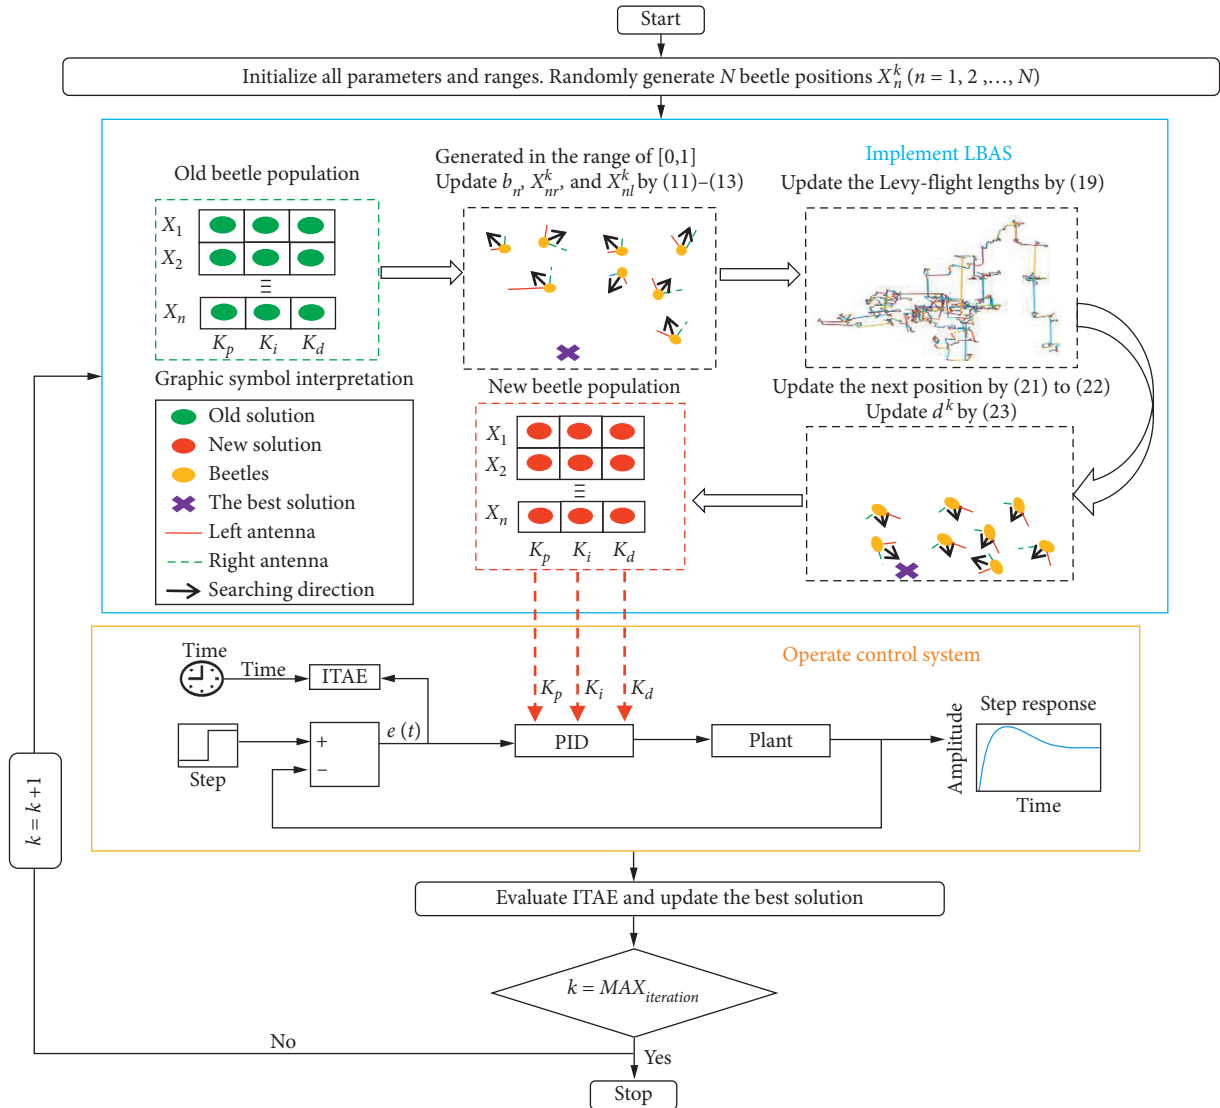 Start
Initialize all parameters and ranges. Randomly generate N beetle positions X_n^k (n = 1, 2 ,…, N)
Implement LBAS
Old beetle population
X_1
X_2
X_n
K_p K_i K_d
Generated in the range of [0,1]
Update b_n, X_nr^k, and X_nl^k by (11)–(13)
Update the Levy-flight lengths by (19)
Update the next position by (21) to (22)
Update d^k by (23)
New beetle population
X_1
X_2
X_n
K_p K_i K_d
Graphic symbol interpretation
Old solution
New solution
Beetles
The best solution
Left antenna
Right antenna
Searching direction
Operate control system
Time
Time
ITAE
K_p K_i K_d
Step
+
−
e (t)
PID
Plant
Step response
Amplitude
Time
k = k +1
Evaluate ITAE and update the best solution
k = MAX_iteration
No
Yes
Stop